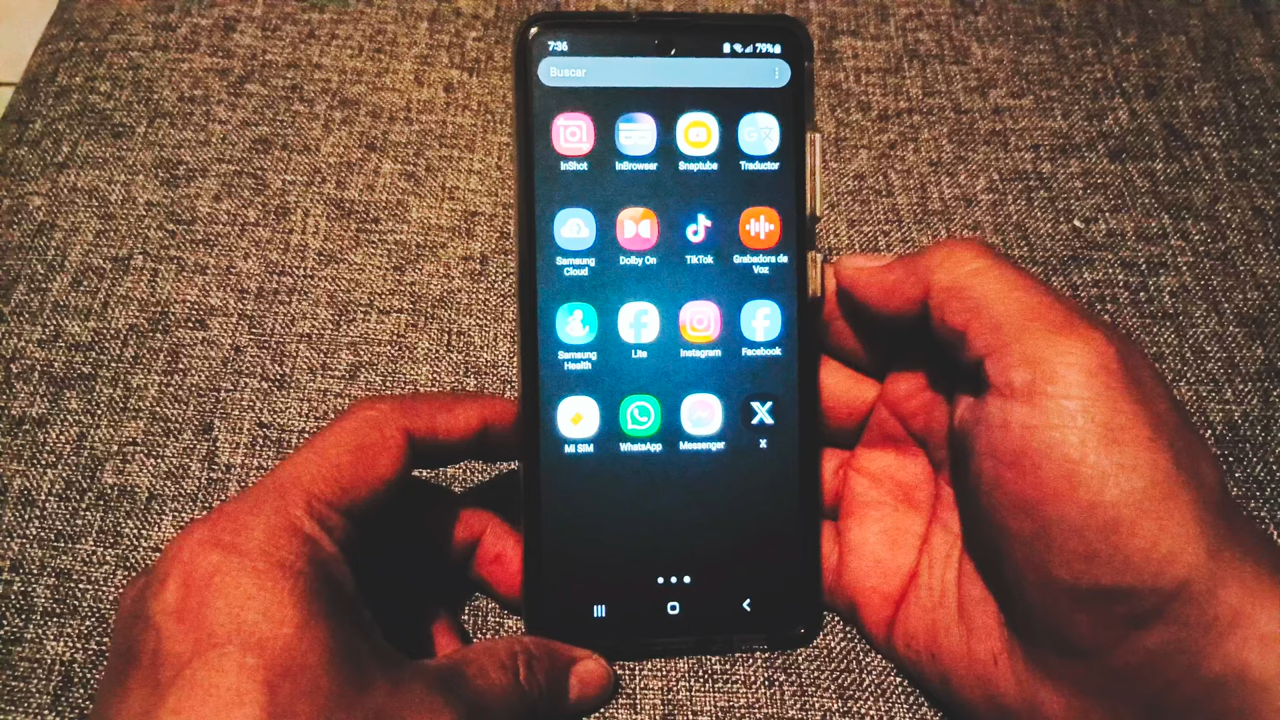 7:36
79%
Buscar
InShot
InBrowser
Snaptube
Traductor
Samsung
Cloud
Dolby On
TikTok
Grabadora de
Voz
Samsung
Health
Lite
Instagram
Facebook
Mi SIM
WhatsApp
Messenger
X